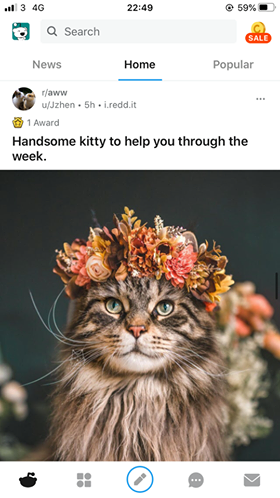 3 4G 22:49 59%
Search
SALE
News Home Popular
r/aww
u/Jzhen • 5h • i.redd.it
1 Award
Handsome kitty to help you through the
week.